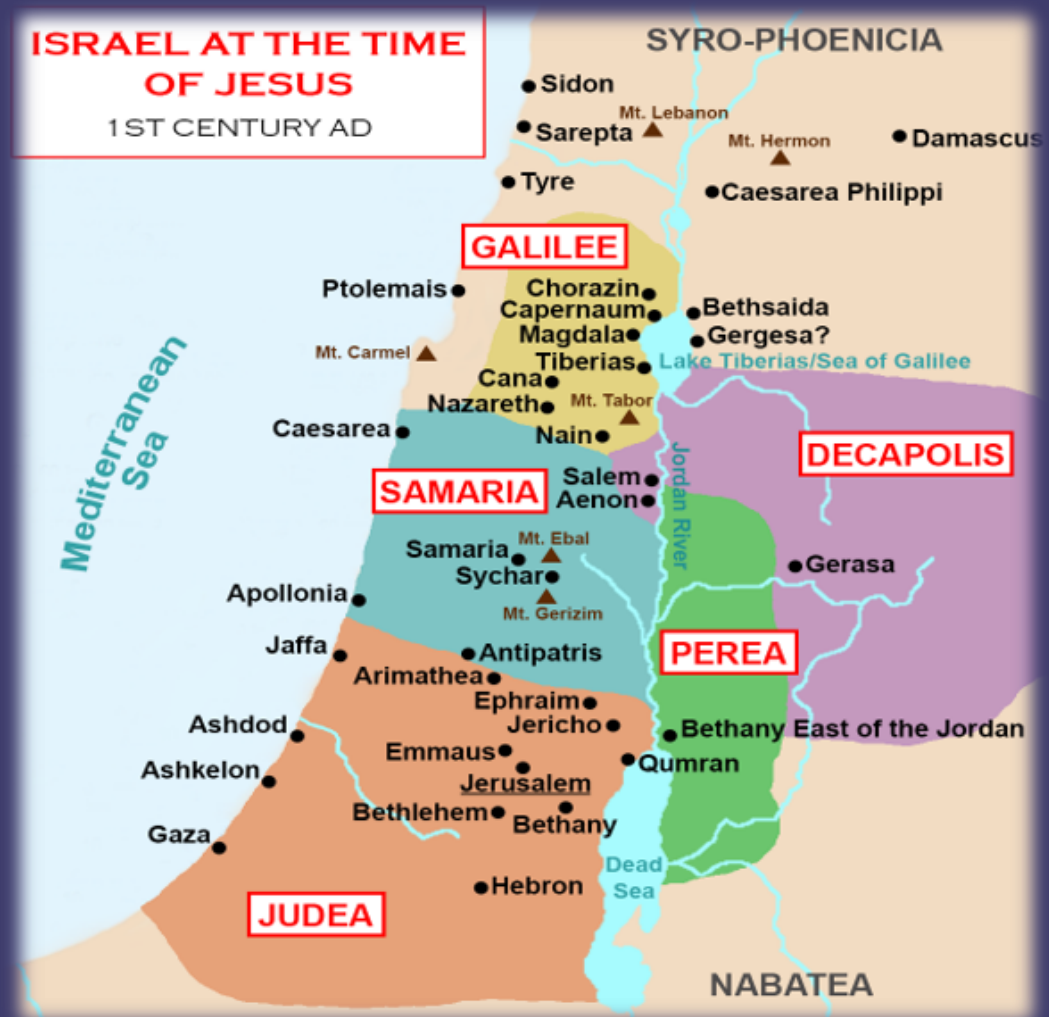 ISRAEL AT THE TIME
OF JESUS
1ST CENTURY AD
SYRO-PHOENICIA
Sidon
Mt. Lebanon
Sarepta
Mt. Hermon
Damascus
Tyre
Caesarea Philippi
GALILEE
Ptolemais
Chorazin
Capernaum
Bethsaida
Magdala
Gergesa?
Mt. Carmel
Tiberias
Lake Tiberias/Sea of Galilee
Cana
Nazareth
Mt. Tabor
Caesarea
Nain
Mediterranean
Sea
Jordan River
DECAPOLIS
SAMARIA
Salem
Aenon
Samaria
Mt. Ebal
Sychar
Gerasa
Mt. Gerizim
Apollonia
Jaffa
Antipatris
PEREA
Arimathea
Ephraim
Jericho
Ashdod
Bethany East of the Jordan
Emmaus
Qumran
Ashkelon
Jerusalem
Bethlehem
Bethany
Gaza
Dead
Sea
Hebron
JUDEA
NABATEA